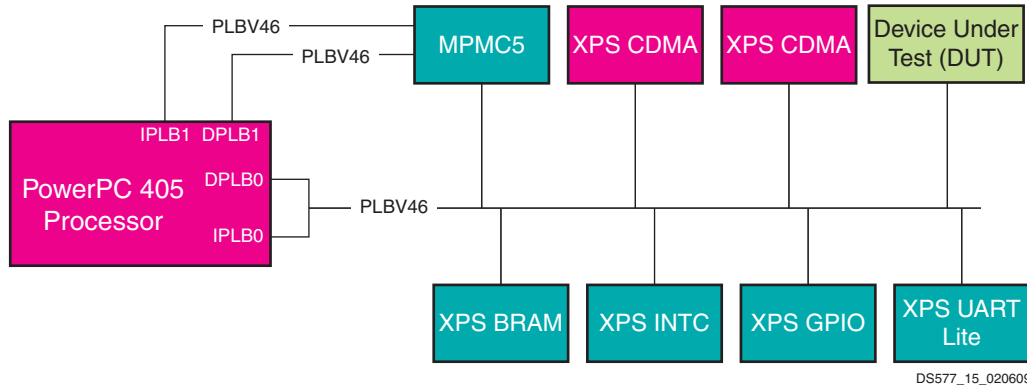 PLBV46
PLBV46
MPMC5
XPS CDMA
XPS CDMA
Device Under
Test (DUT)
IPLB1 DPLB1
PowerPC 405
Processor
DPLB0
IPLB0
PLBV46
XPS BRAM
XPS INTC
XPS GPIO
XPS UART
Lite
DS577_15_020609